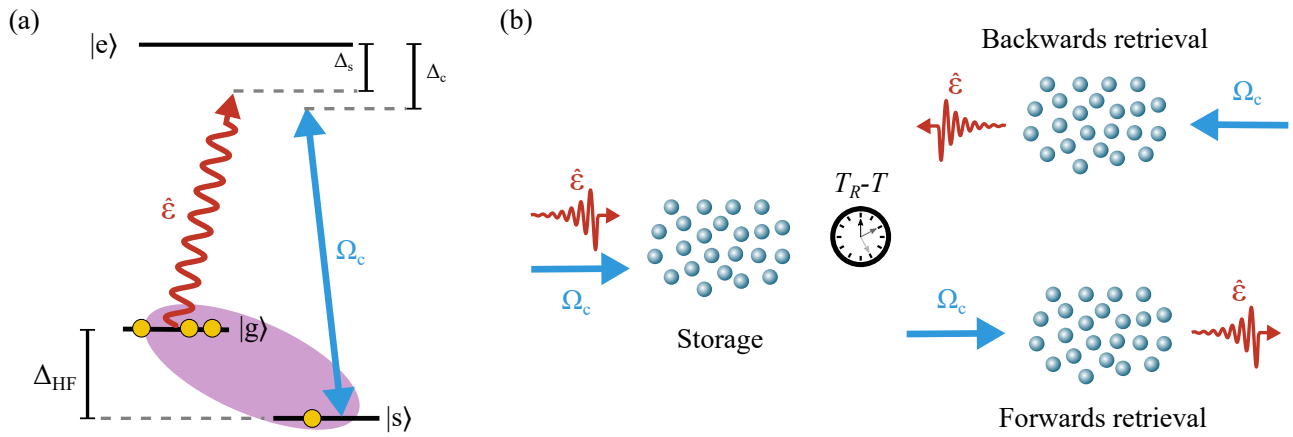 (a)
|e⟩
Δs
Δc
ε̂
Ωc
|g⟩
ΔHF
|s⟩
(b)
ε̂
Ωc
Storage
TR-T
Backwards retrieval
ε̂
Ωc
Ωc
ε̂
Forwards retrieval